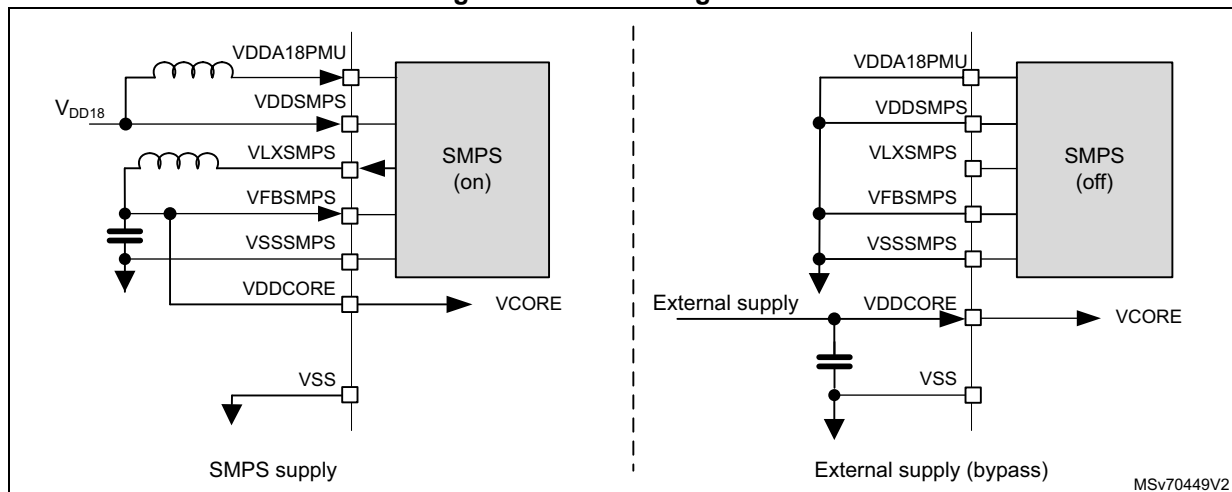 VDDA18PMU
VDD18
VDDSMPS
VLXSMPS
SMPS
(on)
VFBSMPS
VSSSMPS
VDDCORE
VCORE
VSS
SMPS supply
VDDA18PMU
VDDSMPS
VLXSMPS
SMPS
(off)
VFBSMPS
VSSSMPS
External supply
VDDCORE
VCORE
VSS
External supply (bypass)
MSv70449V2